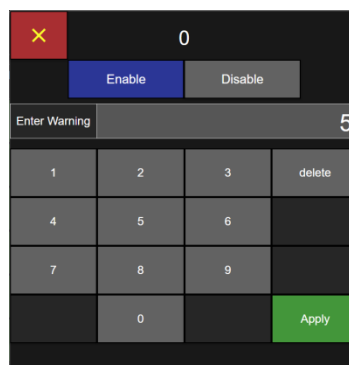 × 0
Enable Disable
Enter Warning 5
1 2 3 delete
4 5 6
7 8 9
0 Apply